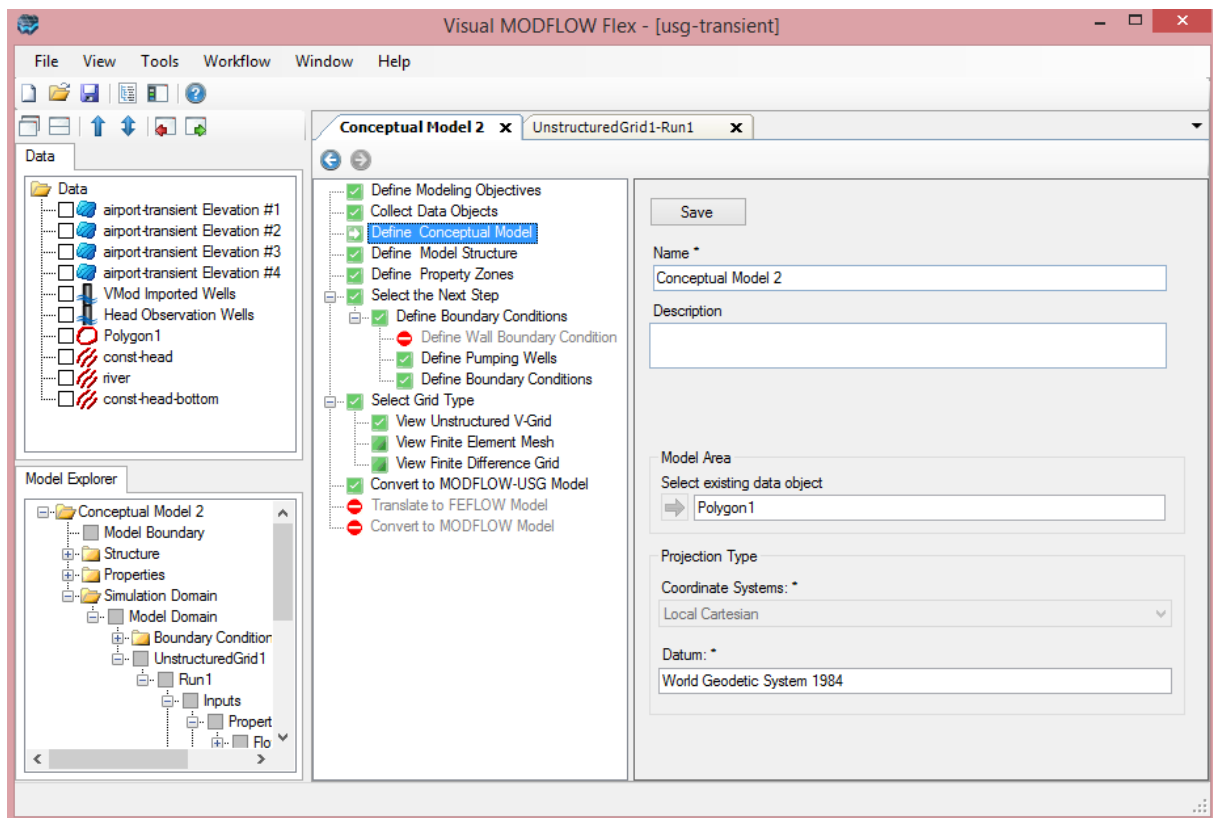 Visual MODFLOW Flex - [usg-transient]
File View Tools Workflow Window Help
Data
Data
airport-transient Elevation #1
airport-transient Elevation #2
airport-transient Elevation #3
airport-transient Elevation #4
VMod Imported Wells
Head Observation Wells
Polygon1
const-head
river
const-head-bottom
Model Explorer
Conceptual Model 2
Model Boundary
Structure
Properties
Simulation Domain
Model Domain
Boundary Condition
UnstructuredGrid1
Run1
Inputs
Propert
Flo
Conceptual Model 2 UnstructuredGrid1-Run1
Define Modeling Objectives
Collect Data Objects
Define Conceptual Model
Define Model Structure
Define Property Zones
Select the Next Step
Define Boundary Conditions
Define Wall Boundary Condition
Define Pumping Wells
Define Boundary Conditions
Select Grid Type
View Unstructured V-Grid
View Finite Element Mesh
View Finite Difference Grid
Convert to MODFLOW-USG Model
Translate to FEFLOW Model
Convert to MODFLOW Model
Save
Name *
Conceptual Model 2
Description
Model Area
Select existing data object
Polygon1
Projection Type
Coordinate Systems: *
Local Cartesian
Datum: *
World Geodetic System 1984